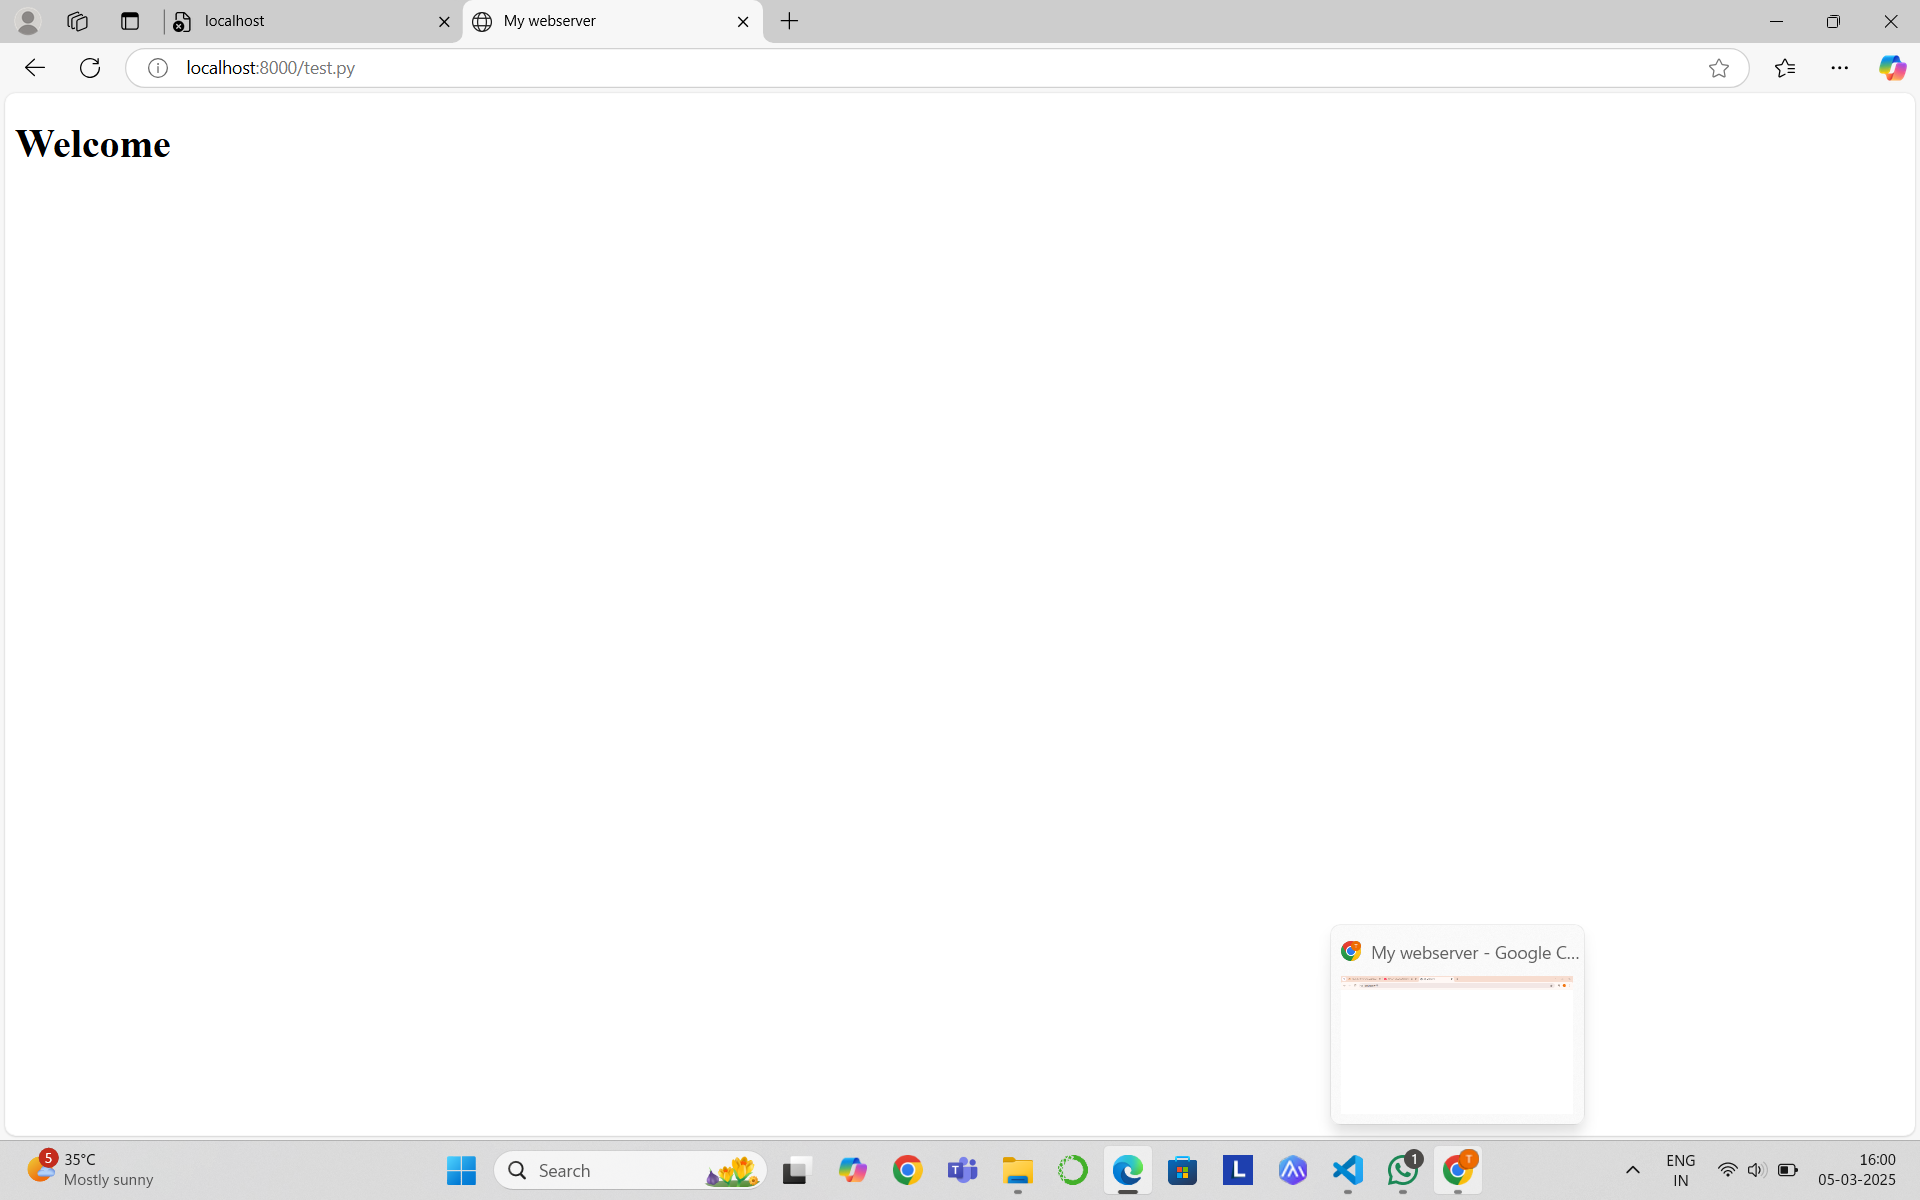 localhost
My webserver
localhost:8000/test.py
Welcome
My webserver - Google C...
5
35°C
Mostly sunny
Search
T
L
1
T
ENG
IN
16:00
05-03-2025